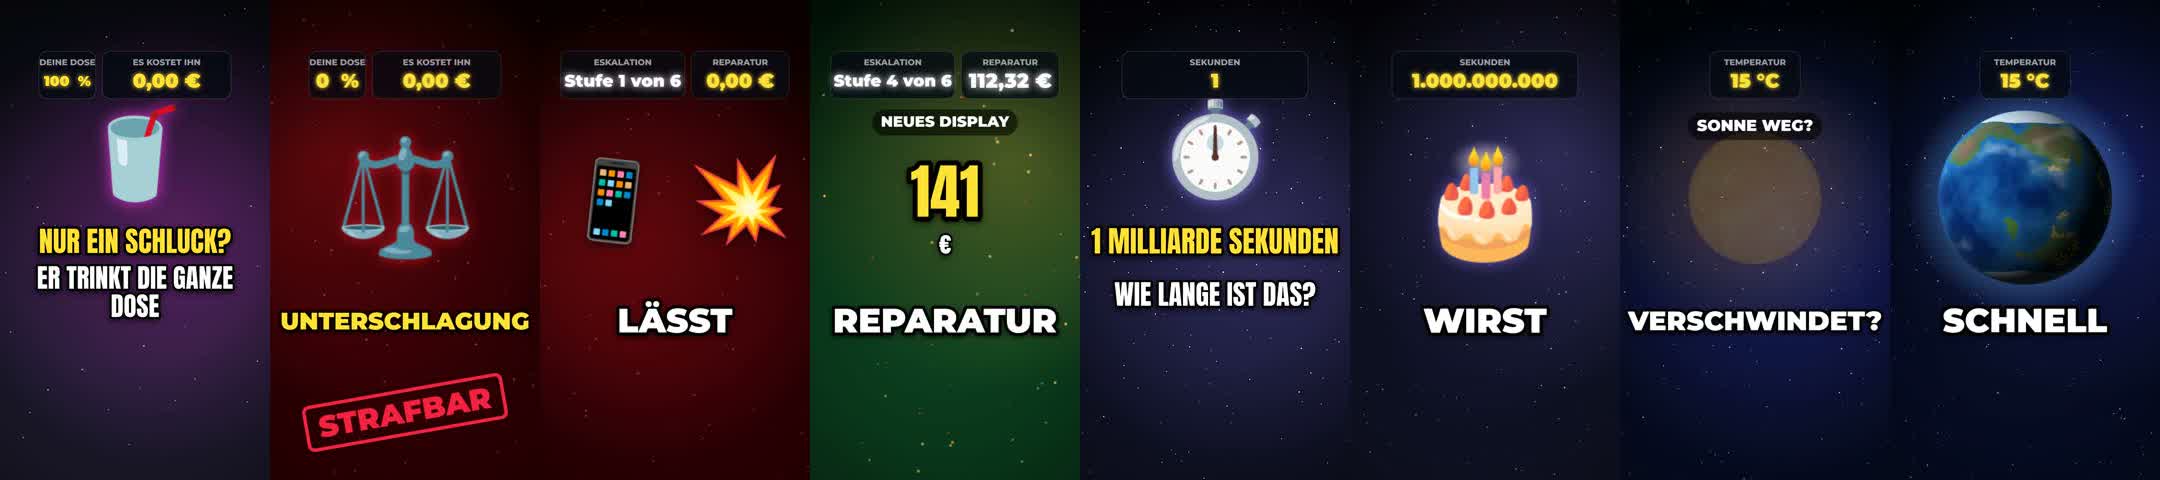 DEINE DOSE
100 %
ES KOSTET IHN
0,00 €
NUR EIN SCHLUCK?
ER TRINKT DIE GANZE
DOSE
DEINE DOSE
0 %
ES KOSTET IHN
0,00 €
UNTERSCHLAGUNG
STRAFBAR
ESKALATION
Stufe 1 von 6
REPARATUR
0,00 €
LÄSST
ESKALATION
Stufe 4 von 6
REPARATUR
112,32 €
NEUES DISPLAY
141
€
REPARATUR
SEKUNDEN
1
1 MILLIARDE SEKUNDEN
WIE LANGE IST DAS?
SEKUNDEN
1.000.000.000
WIRST
TEMPERATUR
15 °C
SONNE WEG?
VERSCHWINDET?
TEMPERATUR
15 °C
SCHNELL